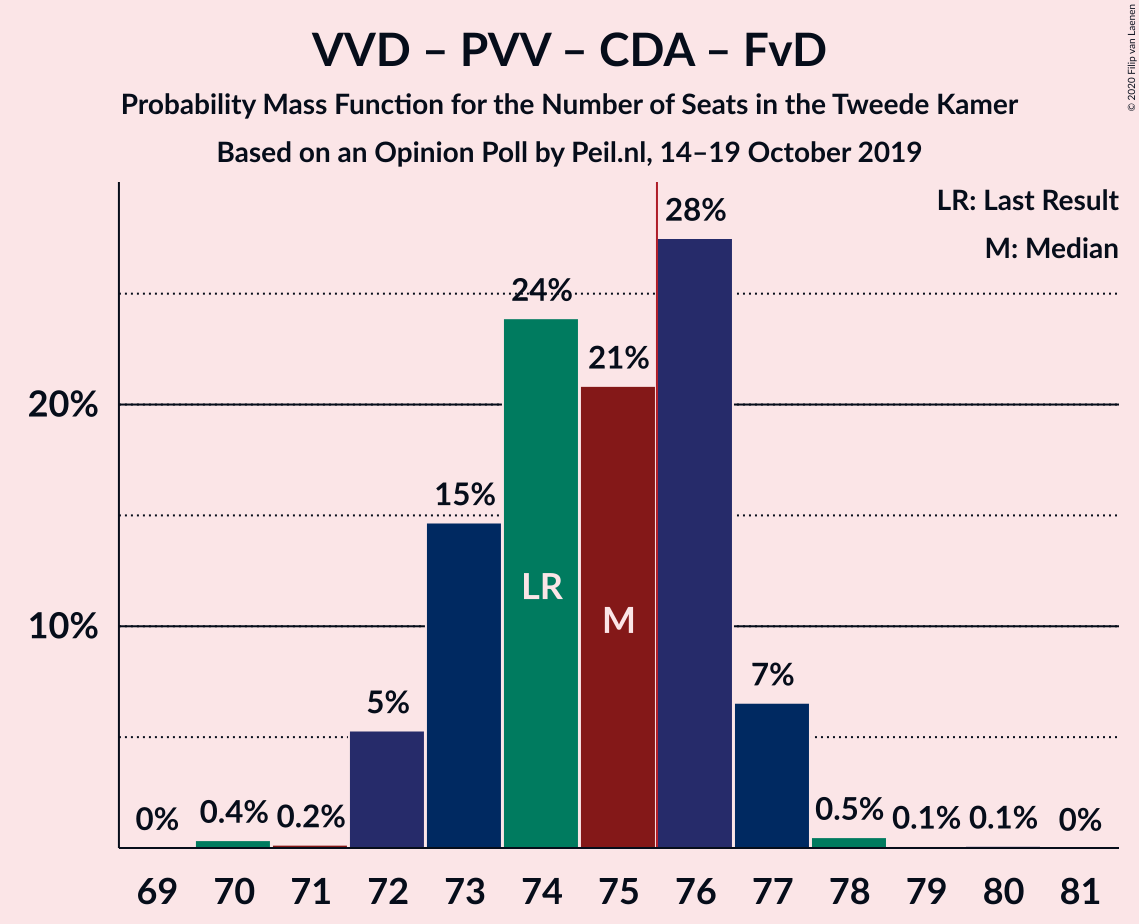 VVD – PVV – CDA – FvD
Probability Mass Function for the Number of Seats in the Tweede Kamer
Based on an Opinion Poll by Peil.nl, 14–19 October 2019
© 2020 Filip van Laenen
LR: Last Result
M: Median
28%
24%
21%
20%
15%
LR
M
10%
7%
5%
0% 0.4% 0.2% 0.5% 0.1% 0.1% 0%
69 70 71 72 73 74 75 76 77 78 79 80 81